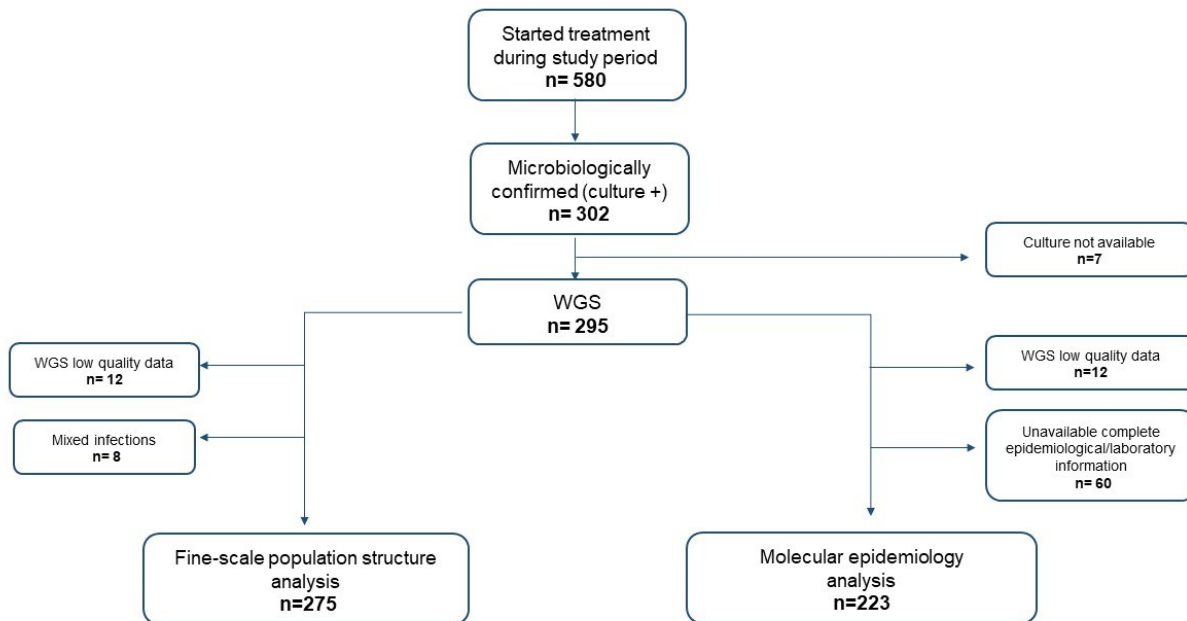 Started treatment
during study period
n= 580
Microbiologically
confirmed (culture +)
n= 302
Culture not available
n=7
WGS
n= 295
WGS low quality data
n= 12
WGS low quality data
n=12
Mixed infections
n= 8
Unavailable complete
epidemiological/laboratory
information
n= 60
Fine-scale population structure
analysis
n=275
Molecular epidemiology
analysis
n=223